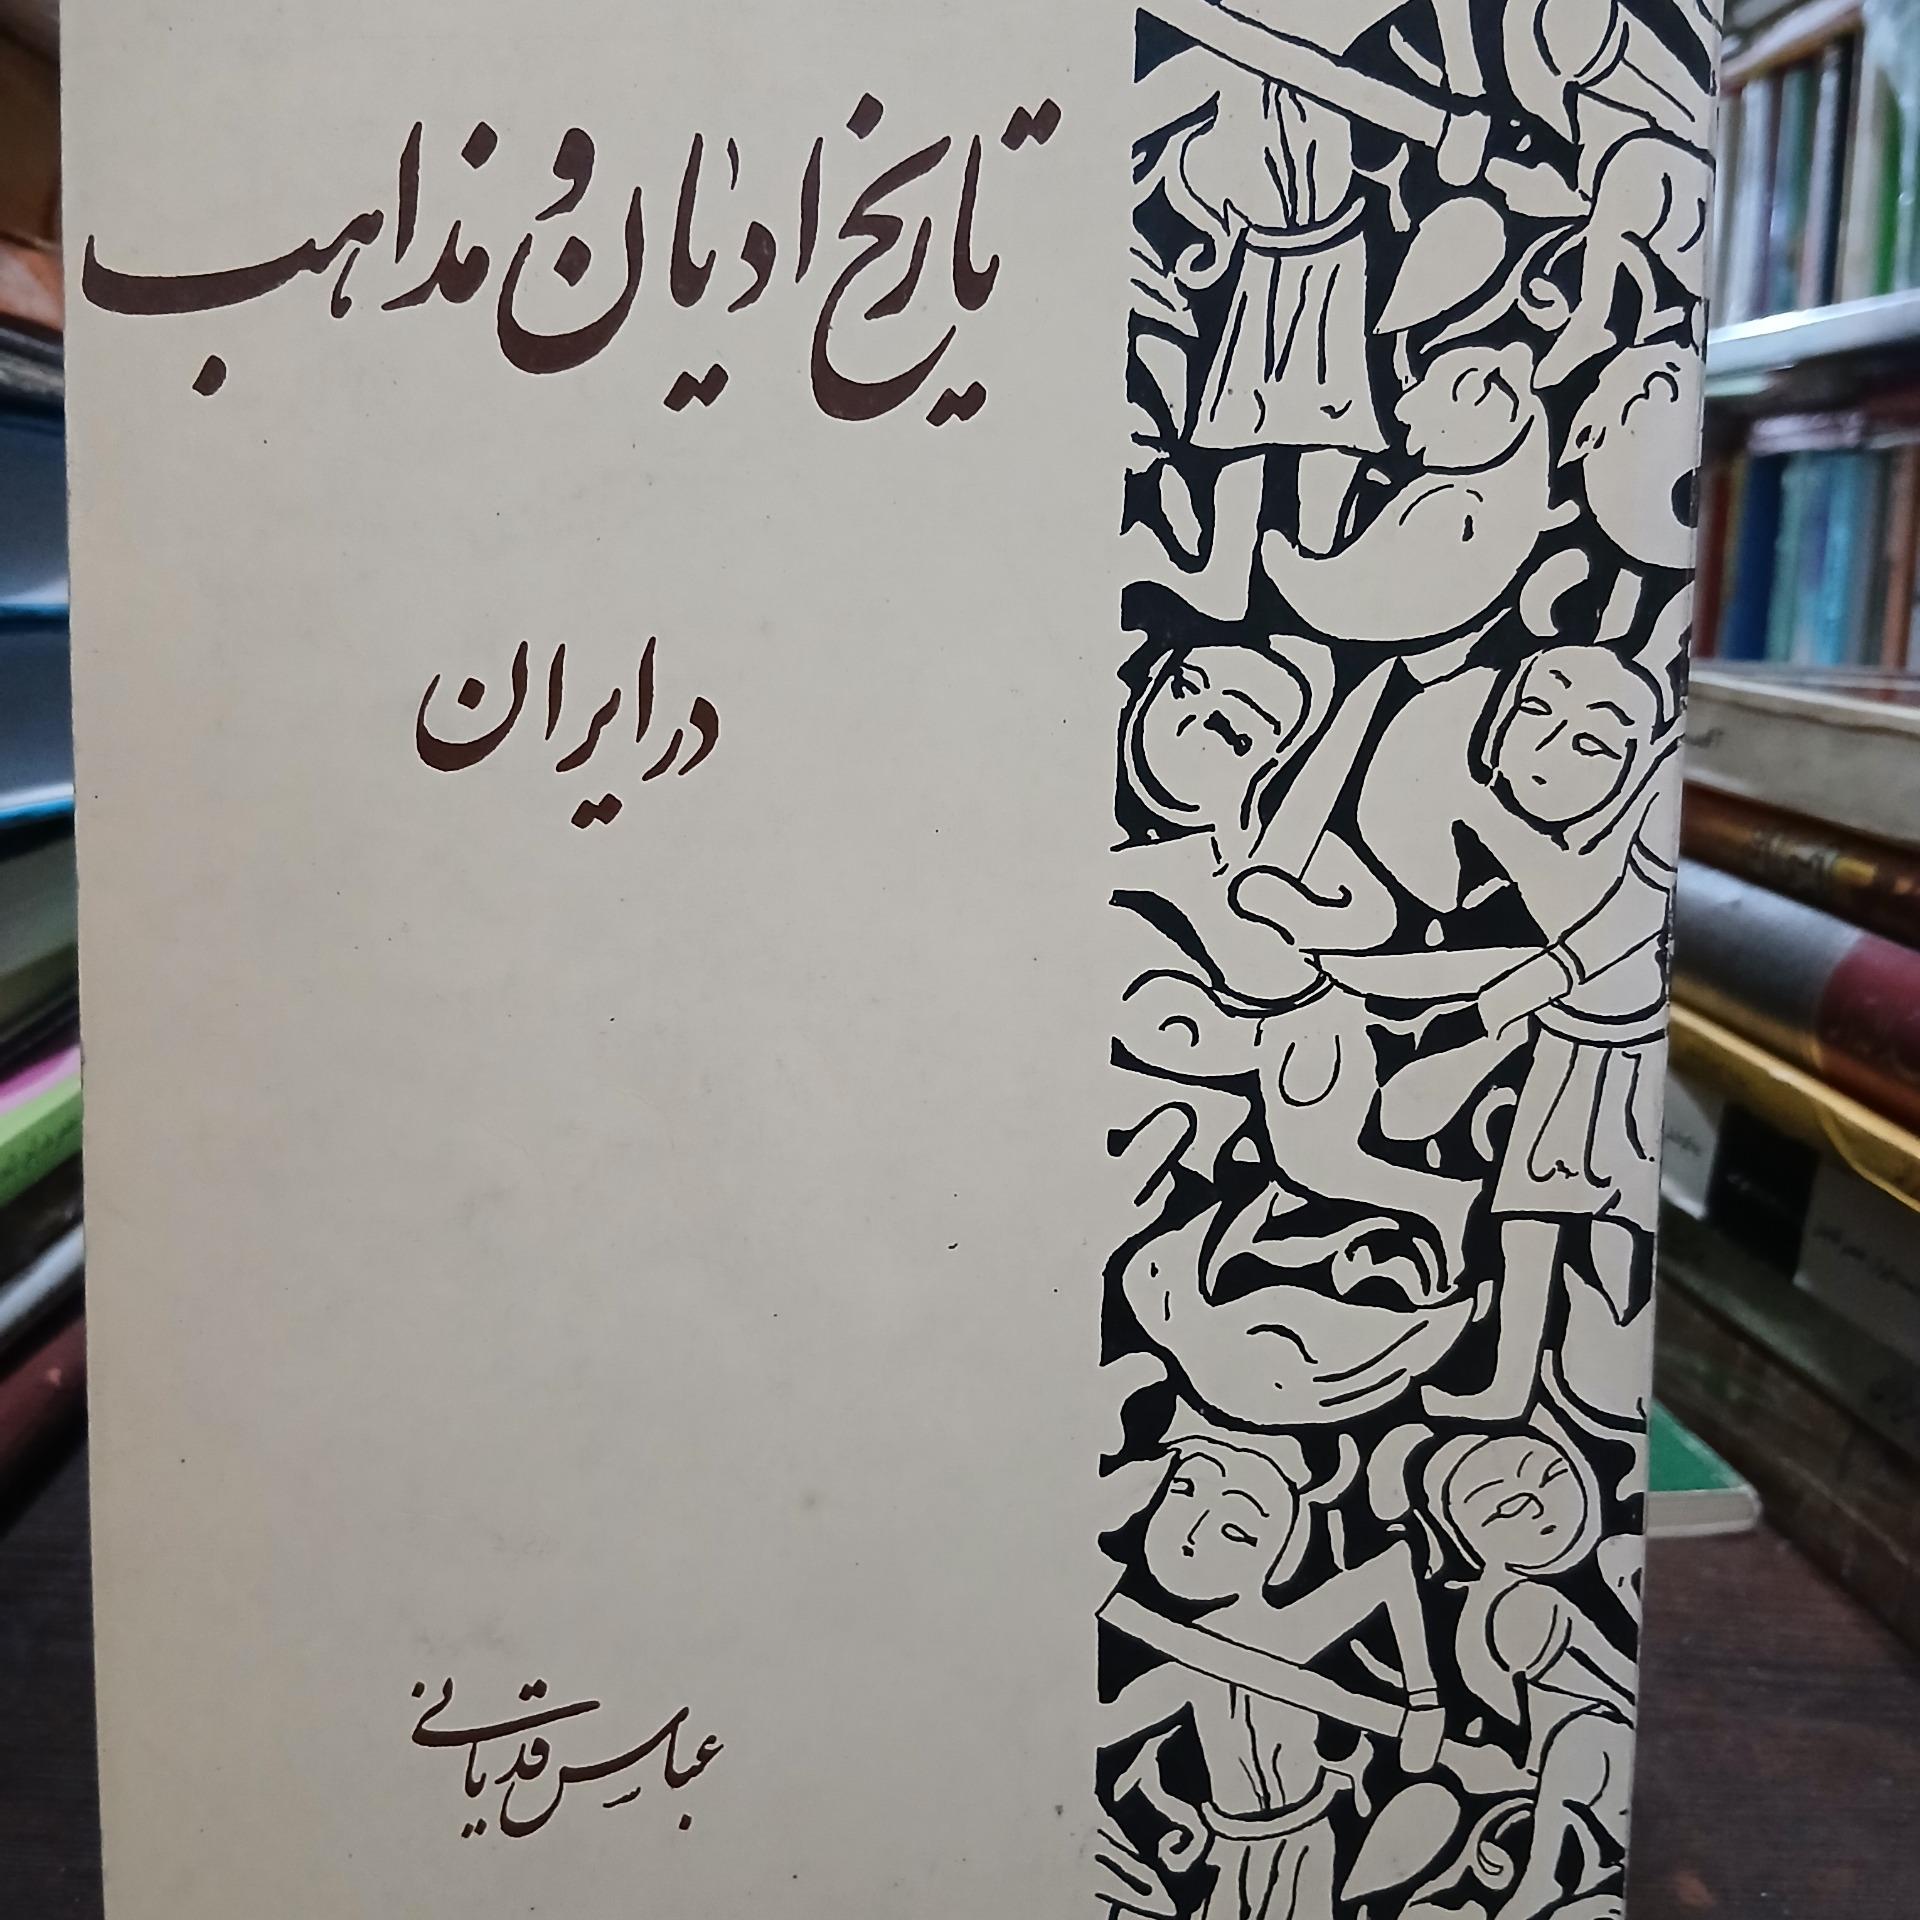 تاریخ ادیان و مذاهب
در ایران
عباس قدیانی